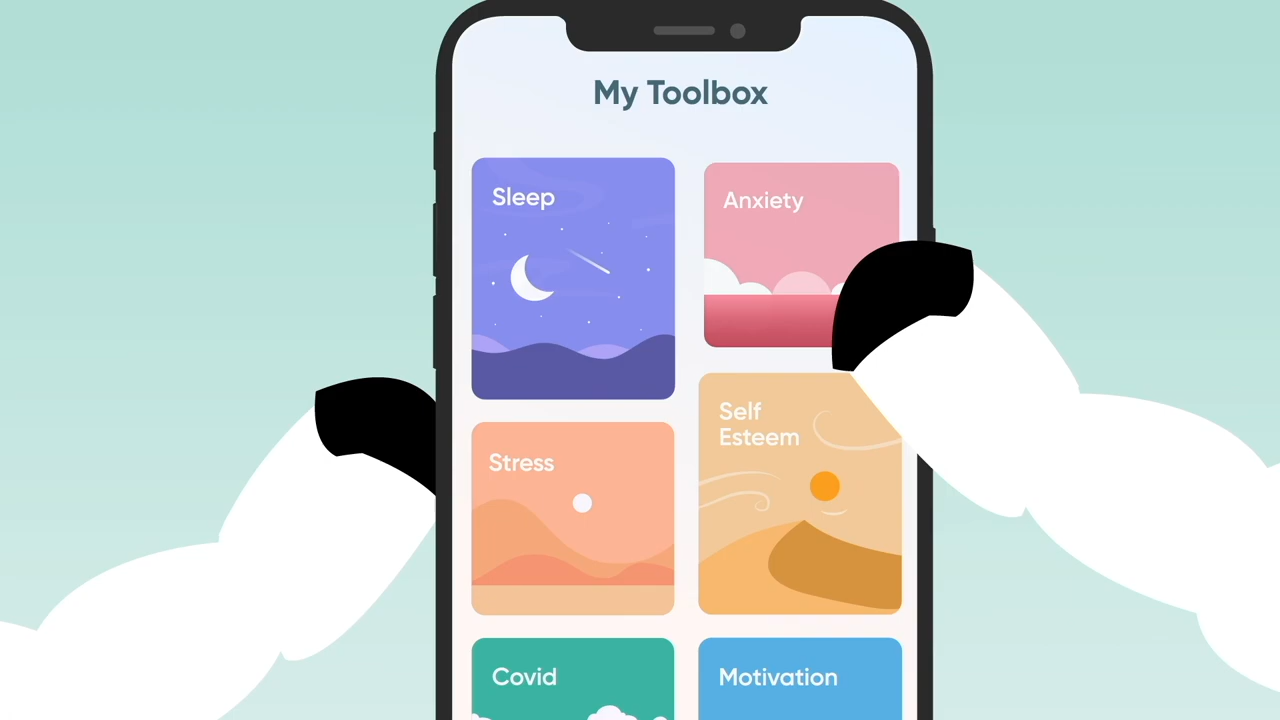 My Toolbox
Sleep
Anxiety
Self
Esteem
Stress
Covid
Motivation